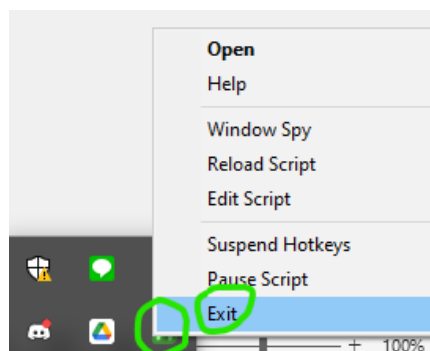 Open
Help
Window Spy
Reload Script
Edit Script
Suspend Hotkeys
Pause Script
Exit
+ 100%